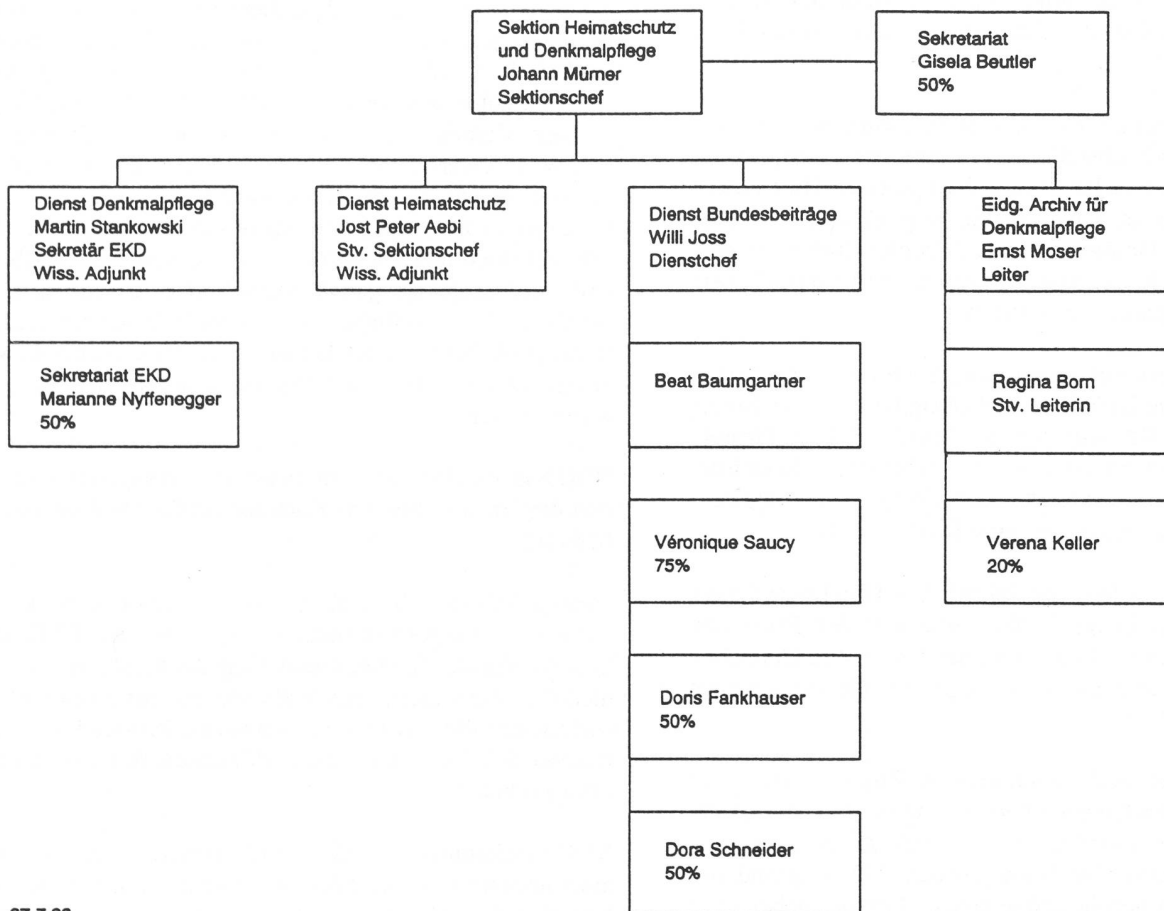 Sektion Heimatschutz
und Denkmalpflege
Johann Mürner
Sektionschef
Sekretariat
Gisela Beutler
50%
Dienst Denkmalpflege
Martin Stankowski
Sekretär EKD
Wiss. Adjunkt
Dienst Heimatschutz
Jost Peter Aebi
Stv. Sektionschef
Wiss. Adjunkt
Dienst Bundesbeiträge
Willi Joss
Dienstchef
Eidg. Archiv für
Denkmalpflege
Ernst Moser
Leiter
Sekretariat EKD
Marianne Nyffenegger
50%
Beat Baumgartner
Regina Born
Stv. Leiterin
Véronique Saucy
75%
Verena Keller
20%
Doris Fankhauser
50%
Dora Schneider
50%